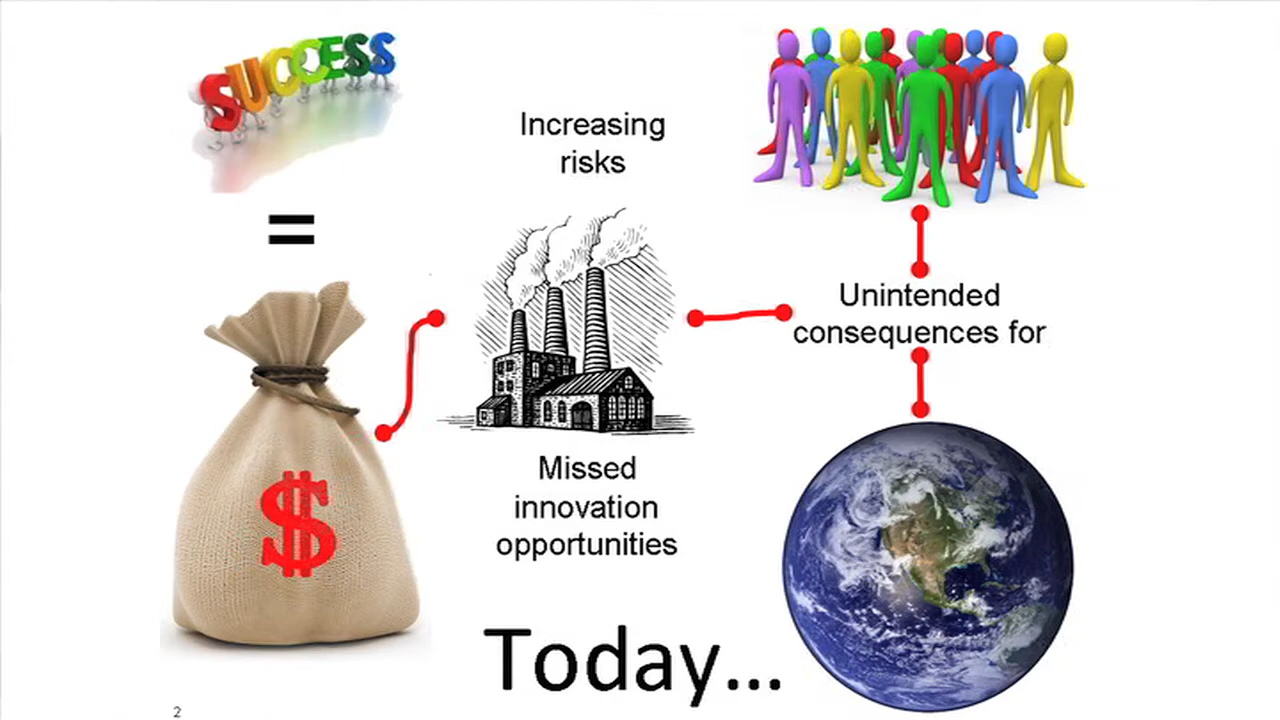 SUCCESS
=
$
Increasing
risks
Missed
innovation
opportunities
Unintended
consequences for
Today...
2